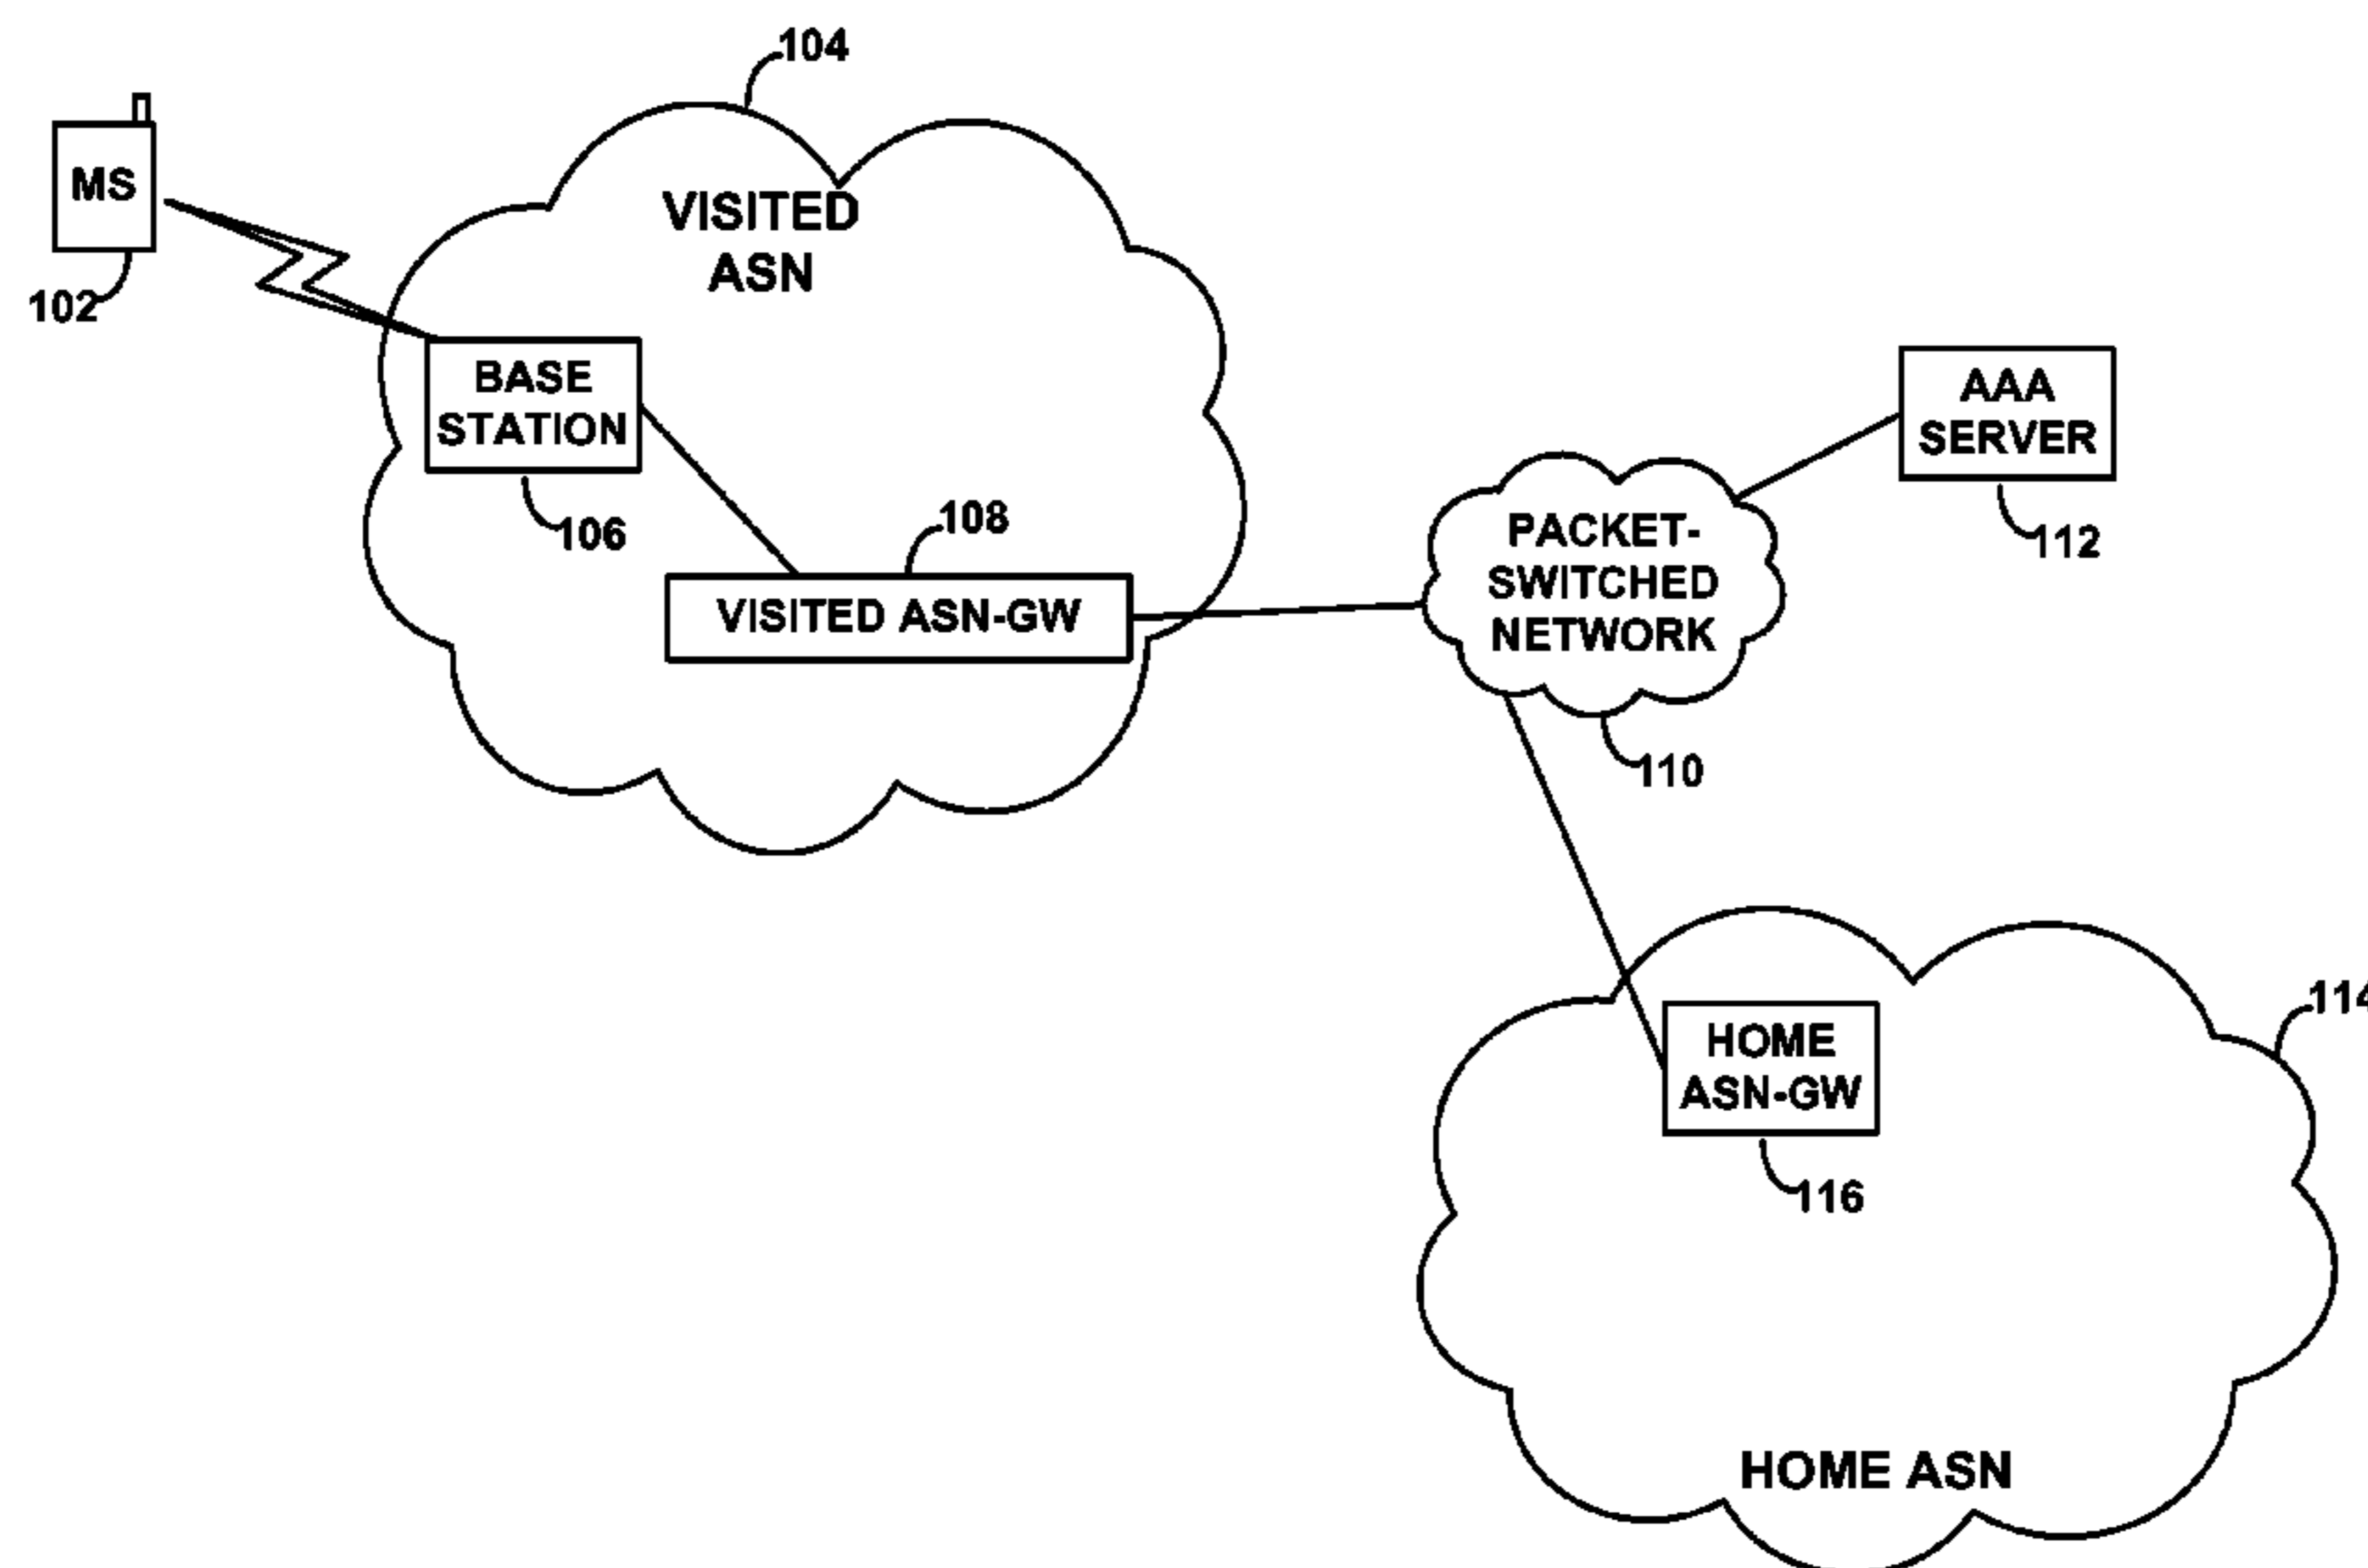 104
MS
102
VISITED
ASN
BASE
STATION
106
108
VISITED ASN-GW
PACKET-
SWITCHED
NETWORK
110
AAA
SERVER
112
114
HOME
ASN-GW
116
HOME ASN